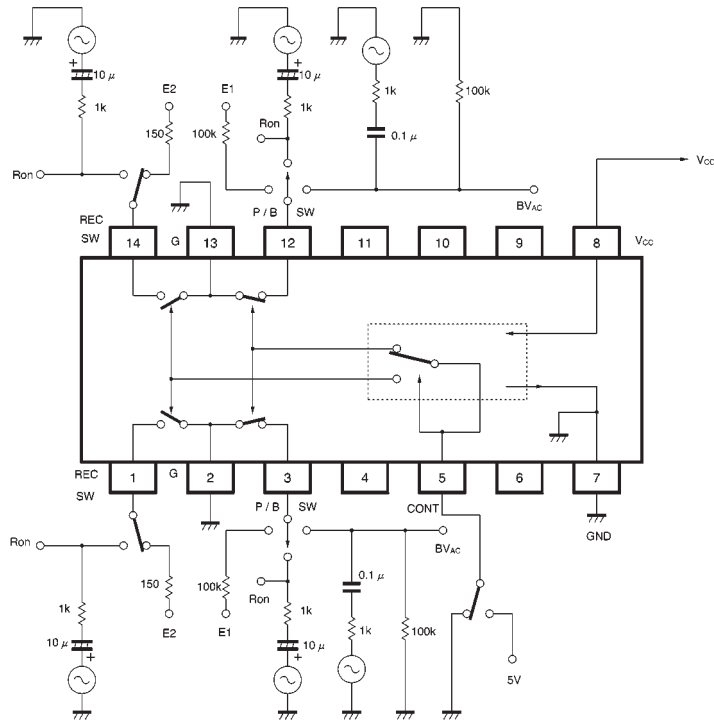 + + 
10 μ 10 μ
1k 1k 1k 100k
E2 E1
150 100k Ron 0.1 μ
Ron
VCC
REC P / B SW BVAC
SW G VCC
14 13 12 11 10 9 8
1 2 3 4 5 6 7
REC G
SW P / B SW CONT
GND
Ron BVAC
150 100k 0.1 μ
Ron
1k E2 E1 1k 1k 100k
10 μ 10 μ
+ +
5V